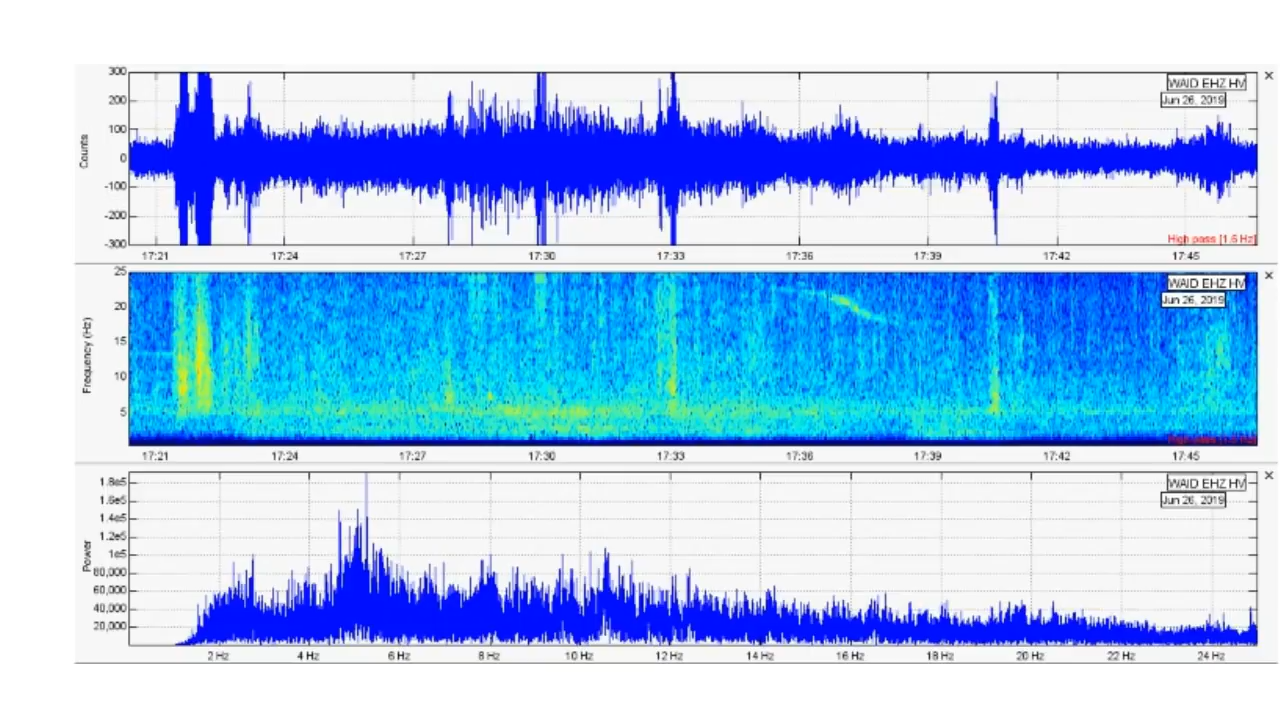 300
WAID EHZ HV
Jun 26, 2019
200
100
Counts
0
-100
-200
-300
High pass [1.5 Hz]
17:21 17:24 17:27 17:30 17:33 17:36 17:39 17:42 17:45
25
WAID EHZ HV
Jun 26, 2019
20
15
Frequency (Hz)
10
5
High pass [1.5 Hz]
17:21 17:24 17:27 17:30 17:33 17:36 17:39 17:42 17:45
1.8e5
WAID EHZ HV
Jun 26, 2019
1.6e5
1.4e5
1.2e5
1e5
Power
80,000
60,000
40,000
20,000
2 Hz 4 Hz 6 Hz 8 Hz 10 Hz 12 Hz 14 Hz 16 Hz 18 Hz 20 Hz 22 Hz 24 Hz